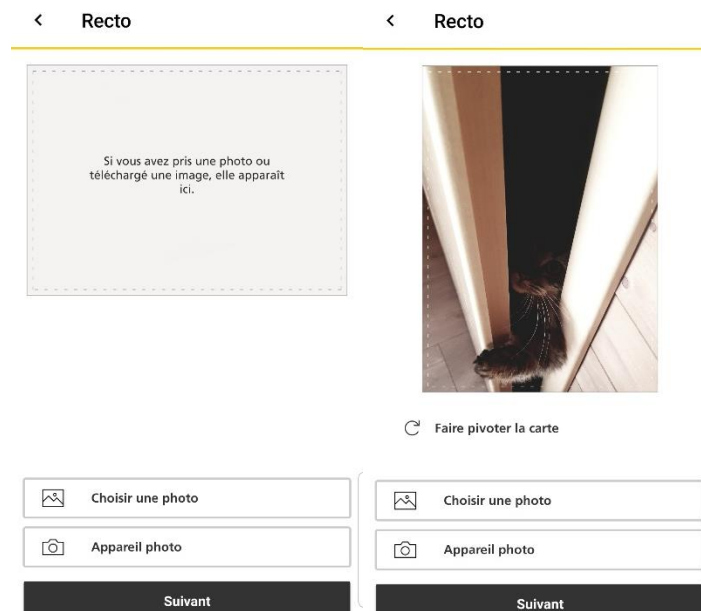 Recto
Si vous avez pris une photo ou
téléchargé une image, elle apparaît
ici.
Choisir une photo
Appareil photo
Suivant
Recto
Faire pivoter la carte
Choisir une photo
Appareil photo
Suivant